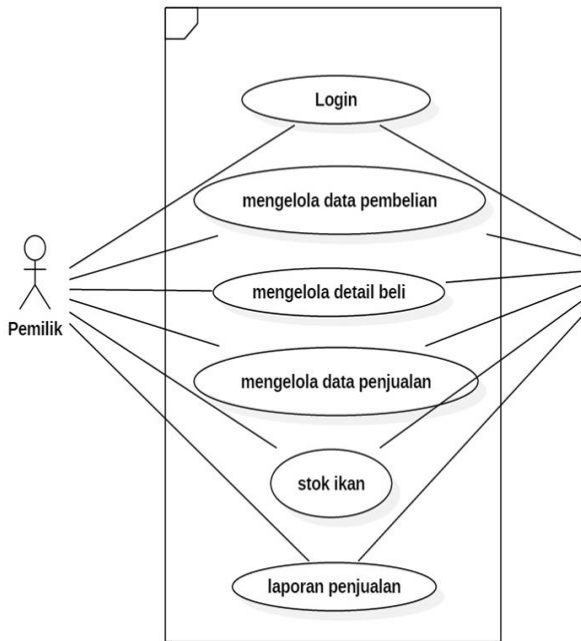 Login
mengelola data pembelian
mengelola detail beli
Pemilik
mengelola data penjualan
stok ikan
laporan penjualan